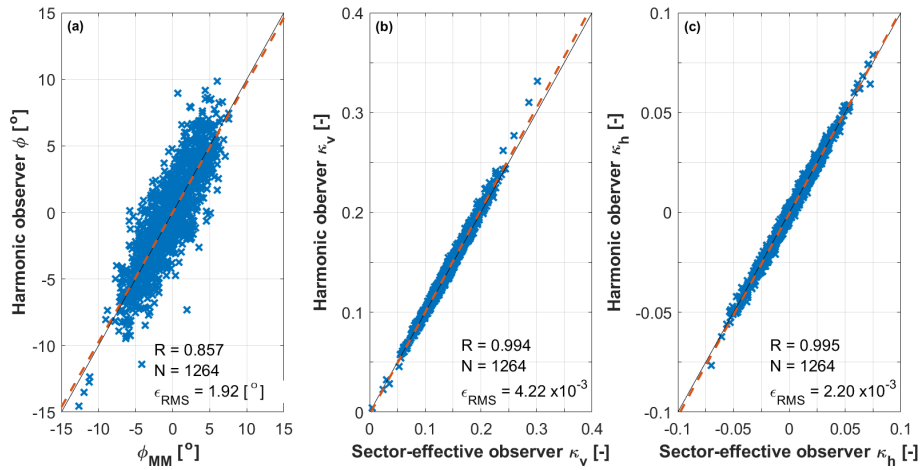 (a)
15
10
5
0
-5
-10
15
-15
-10
-5
0
5
10
15
Harmonic observer ϕ [°]
ϕMM [°]
R = 0.857
N = 1264
ϵRMS = 1.92 [°]
(b)
0.4
0.3
0.2
0.1
0
0
0.1
0.2
0.3
0.4
Harmonic observer κv [-]
Sector-effective observer κv [-]
R = 0.994
N = 1264
ϵRMS = 4.22 x10-3
(c)
0.1
0.05
0
-0.05
-0.1
-0.1
-0.05
0
0.05
0.1
Harmonic observer κh [-]
Sector-effective observer κh [-]
R = 0.995
N = 1264
ϵRMS = 2.20 x10-3